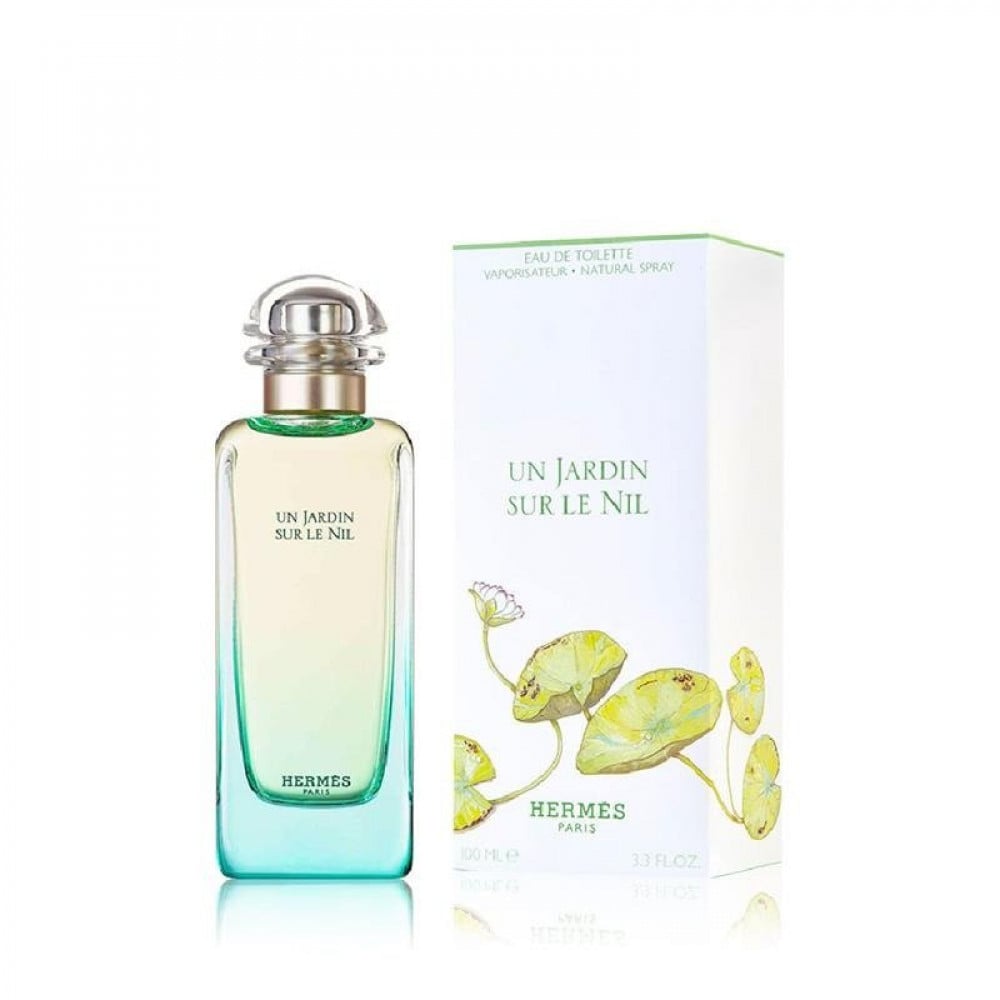 EAU DE TOILETTE
VAPORISATEUR • NATURAL SPRAY
UN JARDIN
SUR LE NIL
UN JARDIN
SUR LE NIL
HERMÈS
PARIS
HERMÈS
PARIS
100 ML ℮
3.3 FL.OZ.